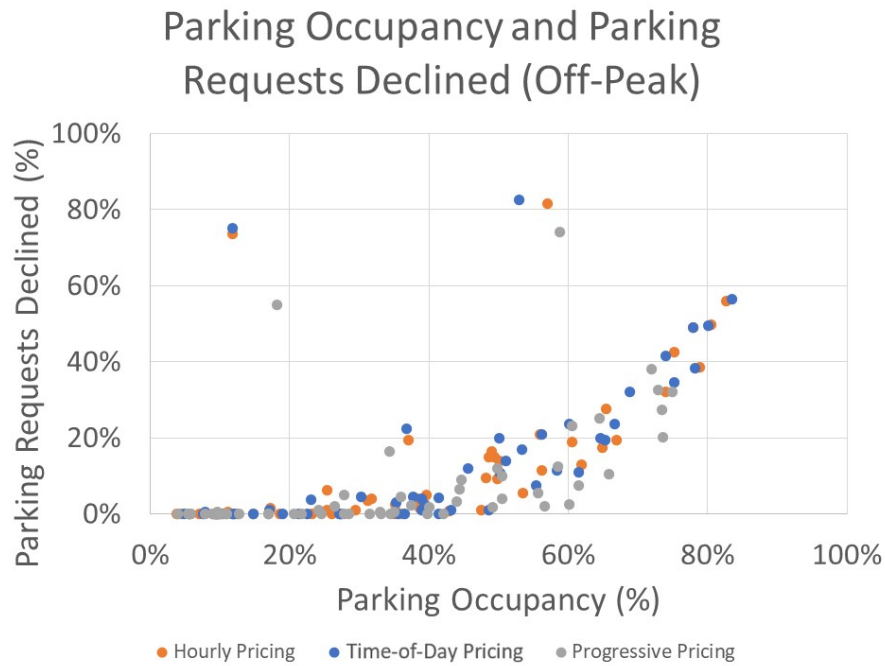 Parking Occupancy and Parking
Requests Declined (Off-Peak)
Parking Requests Declined (%)
100%
80%
60%
40%
20%
0%
0% 20% 40% 60% 80% 100%
Parking Occupancy (%)
Hourly Pricing Time-of-Day Pricing Progressive Pricing